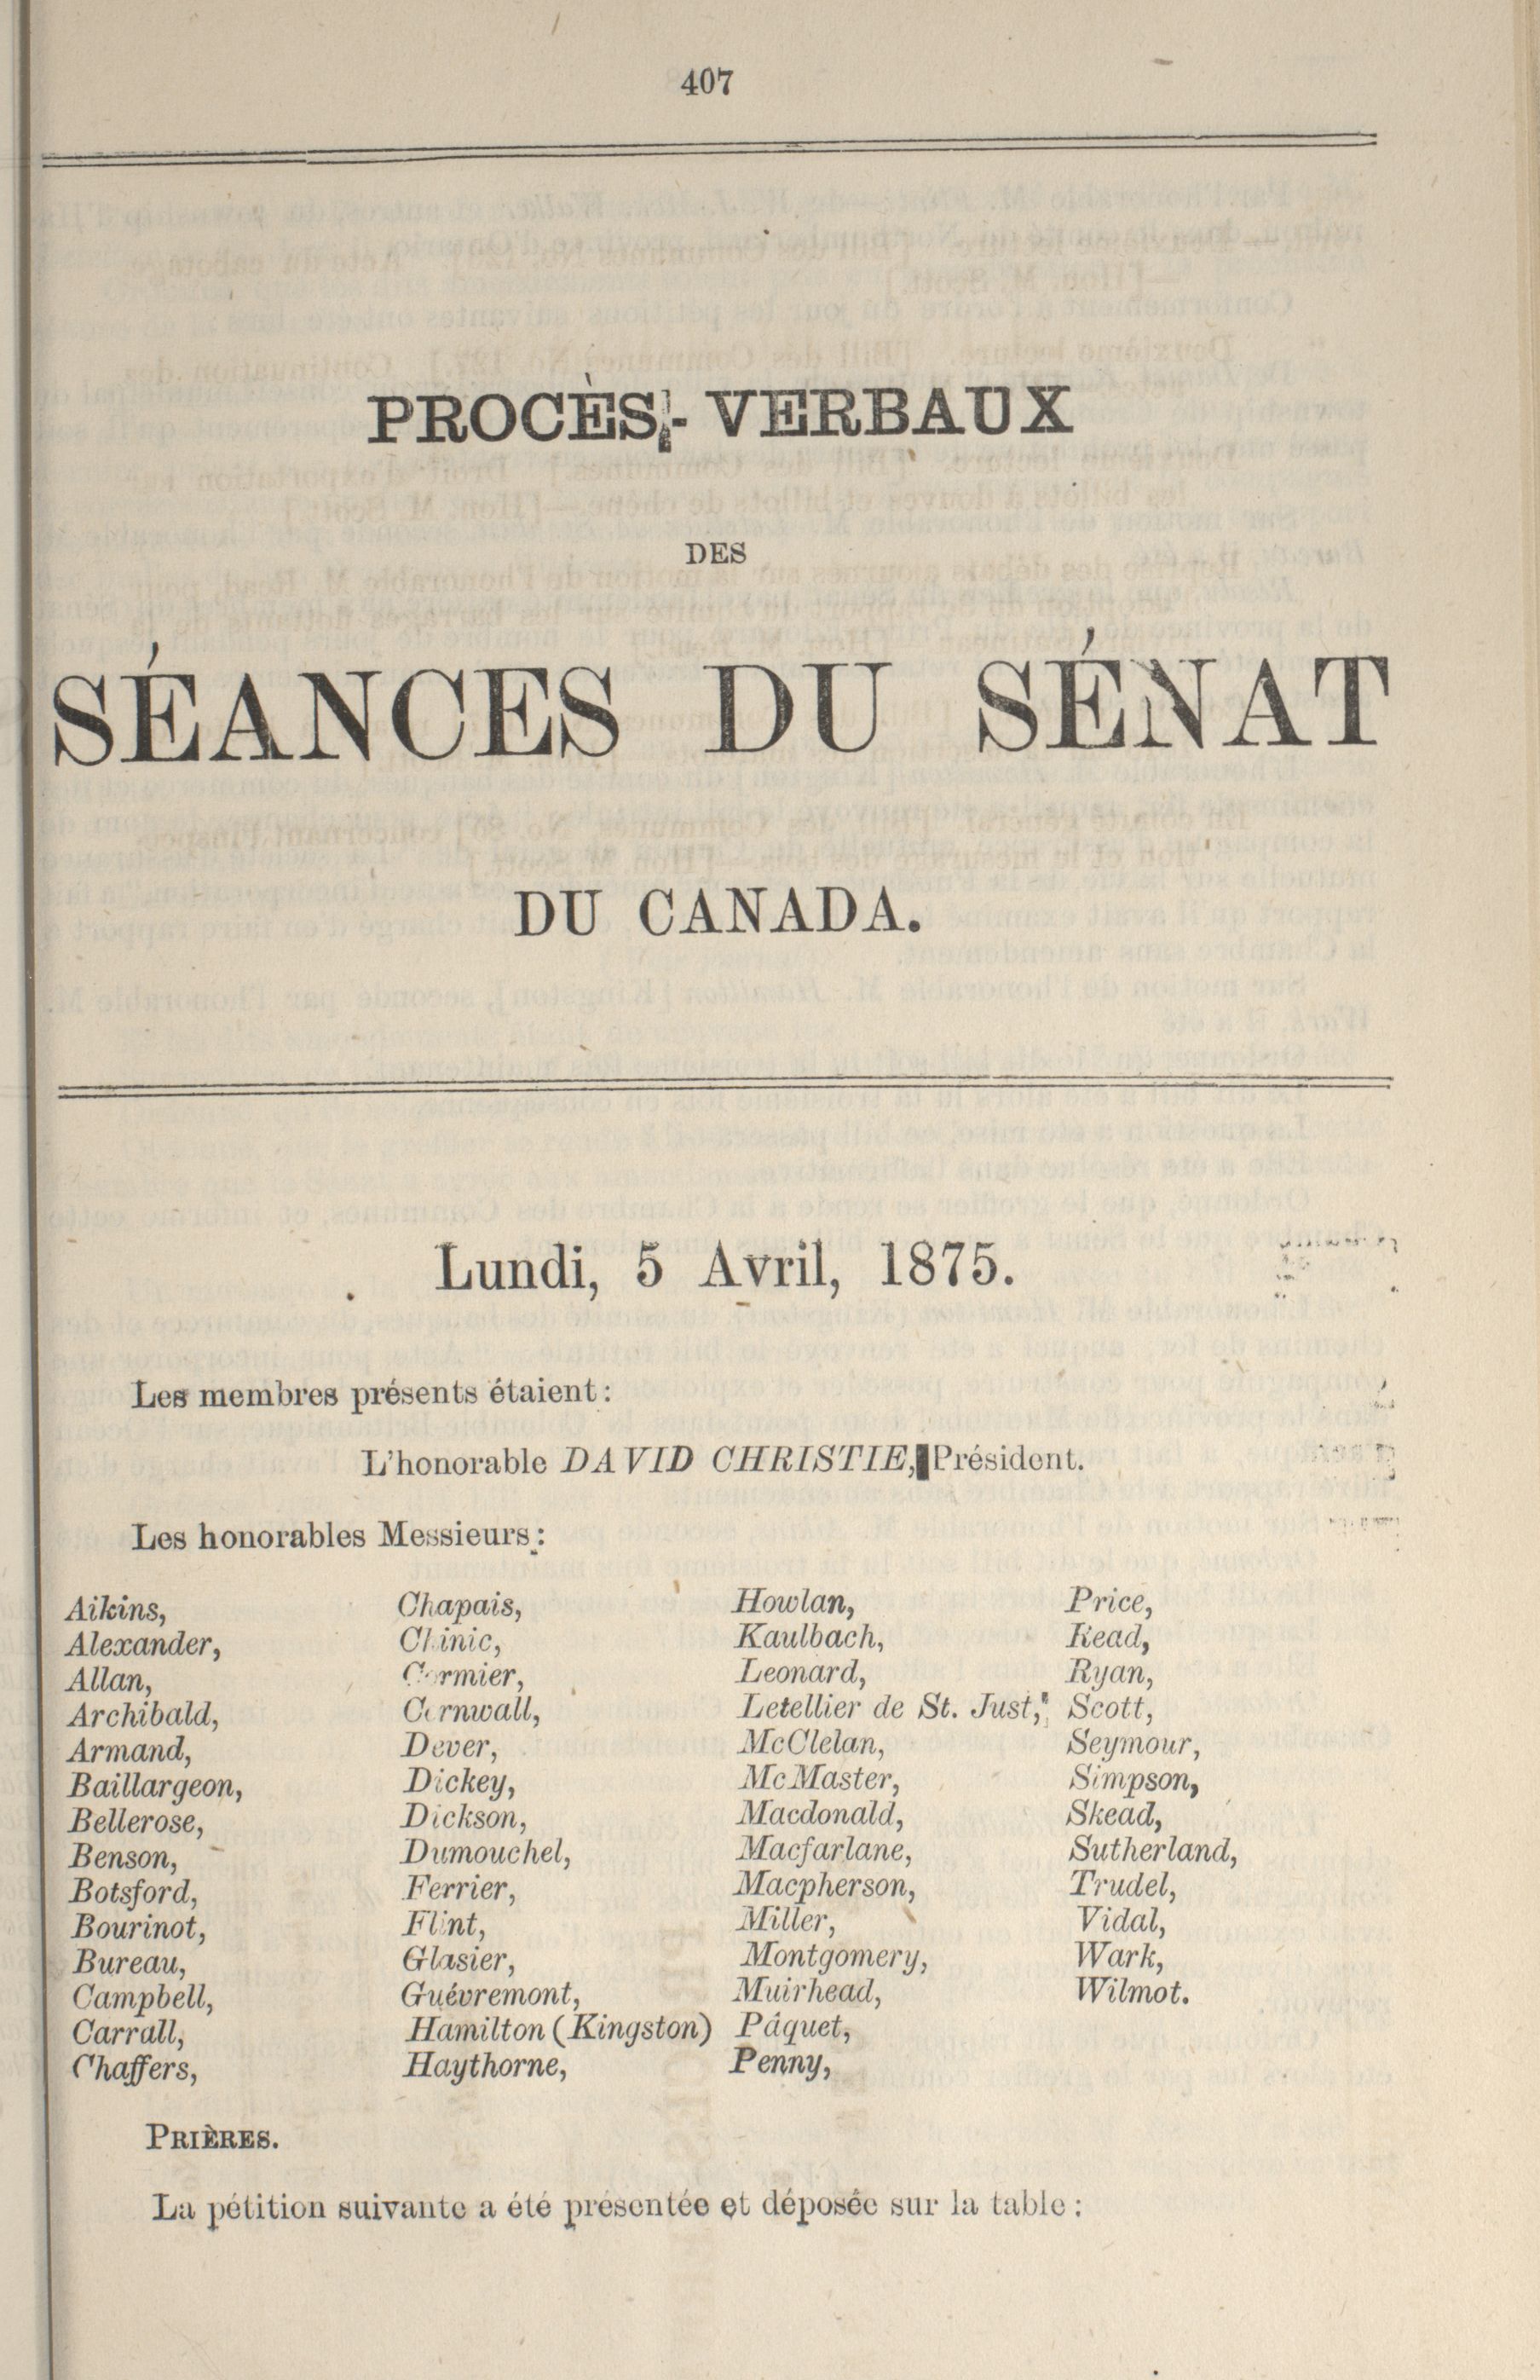 407
PROCÈS-VERBAUX
DES
SÉANCES DU SÉNAT
DU CANADA.
Lundi, 5 Avril, 1875.
Les membres présents étaient:
L'honorable DAVID CHRISTIE, Président.
Les honorables Messieurs:
Aikins,
Alexander,
Allan,
Archibald,
Armand,
Baillargeon,
Bellerose,
Benson,
Botsford,
Bourinot,
Bureau,
Campbell,
Carrall,
Chaffers,
Chapais,
Chinic,
Cormier,
Cornwall,
Dever,
Dickey,
Dickson,
Dumouchel,
Ferrier,
Flint,
Glasier,
Guévremont,
Hamilton (Kingston)
Haythorne,
Howlan,
Kaulbach,
Leonard,
Letellier de St. Just,
McClelan,
McMaster,
Macdonald,
Macfarlane,
Macpherson,
Miller,
Montgomery,
Muirhead,
Pâquet,
Penny,
Price,
Read,
Ryan,
Scott,
Seymour,
Simpson,
Skead,
Sutherland,
Trudel,
Vidal,
Wark,
Wilmot.
PRIÈRES.
La pétition suivante a été présentée et déposée sur la table: